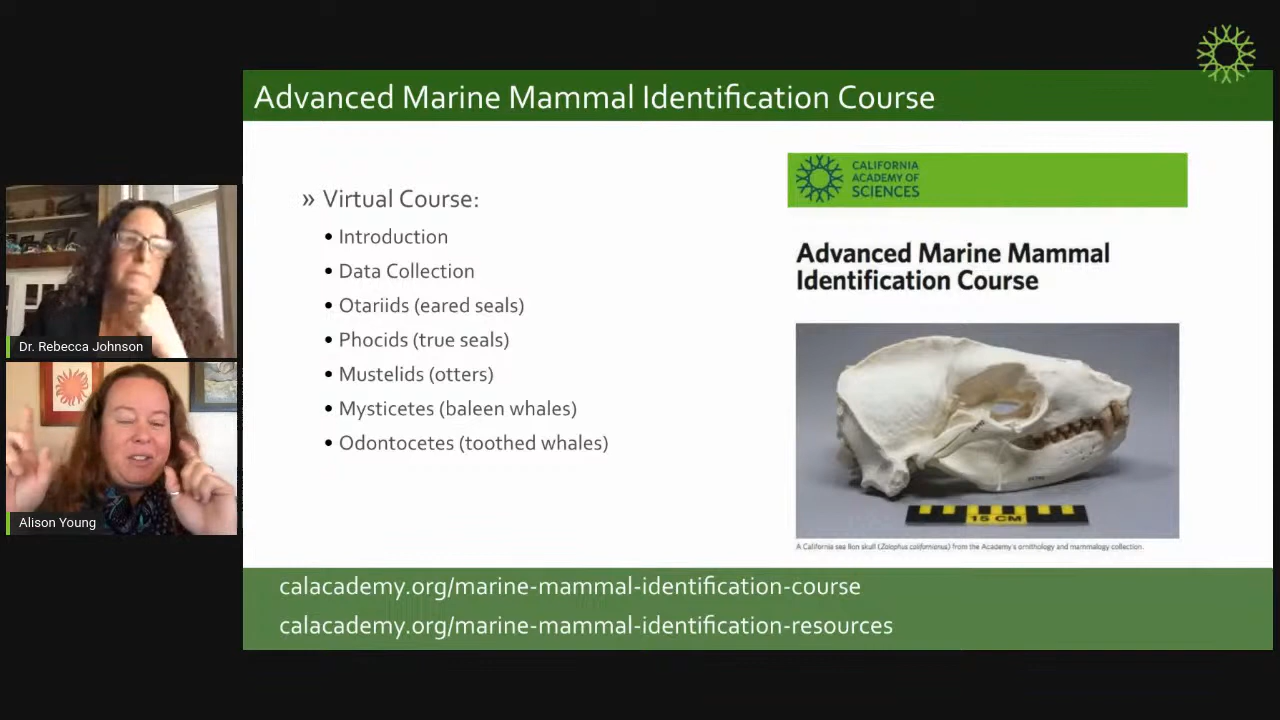 Advanced Marine Mammal Identification Course
» Virtual Course:
• Introduction
• Data Collection
• Otariids (eared seals)
• Phocids (true seals)
• Mustelids (otters)
• Mysticetes (baleen whales)
• Odontocetes (toothed whales)
CALIFORNIA
ACADEMY OF
SCIENCES
Advanced Marine Mammal
Identification Course
15 CM
A California sea lion skull (Zalophus californianus) from the Academy's ornithology and mammalogy collection.
calacademy.org/marine-mammal-identification-course
calacademy.org/marine-mammal-identification-resources
Dr. Rebecca Johnson
Alison Young